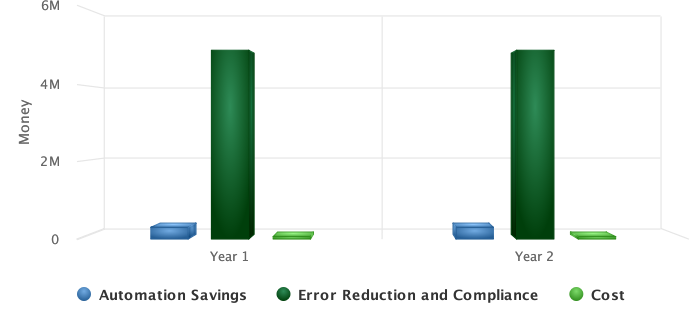 6M
4M
2M
0
Money
Year 1
Year 2
Automation Savings
Error Reduction and Compliance
Cost